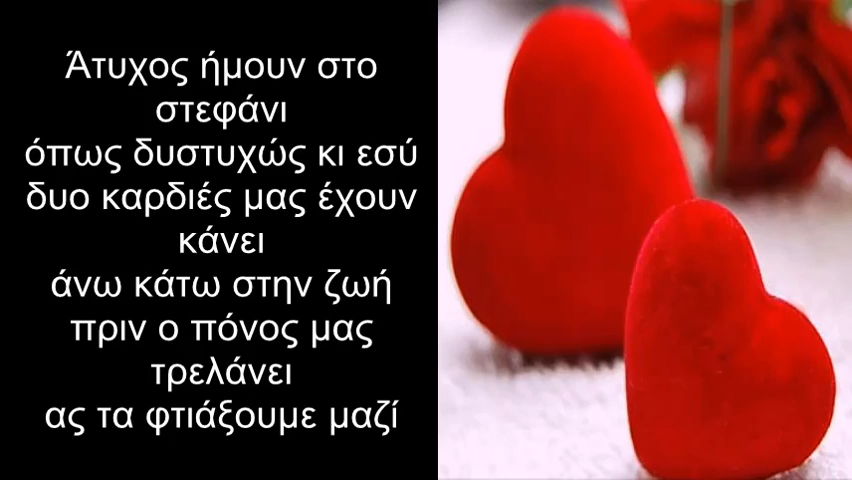 Άτυχος ήμουν στο
στεφάνι
όπως δυστυχώς κι εσύ
δυο καρδιές μας έχουν
κάνει
άνω κάτω στην ζωή
πριν ο πόνος μας
τρελάνει
ας τα φτιάξουμε μαζί